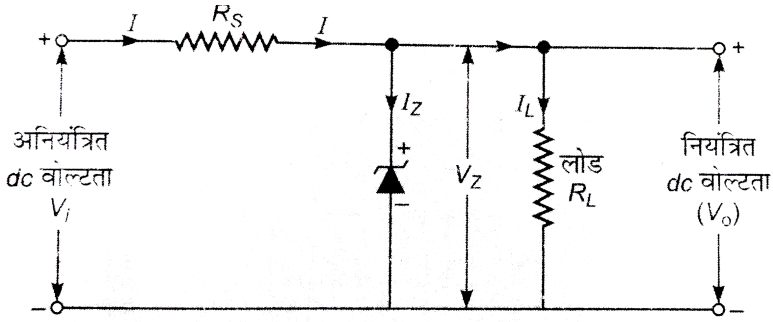 I
R_S
I
+
+
I_Z
I_L
अनियंत्रित
dc वोल्टता
V_i
+
−
V_Z
लोड
R_L
नियंत्रित
dc वोल्टता
(V_o)
−
−